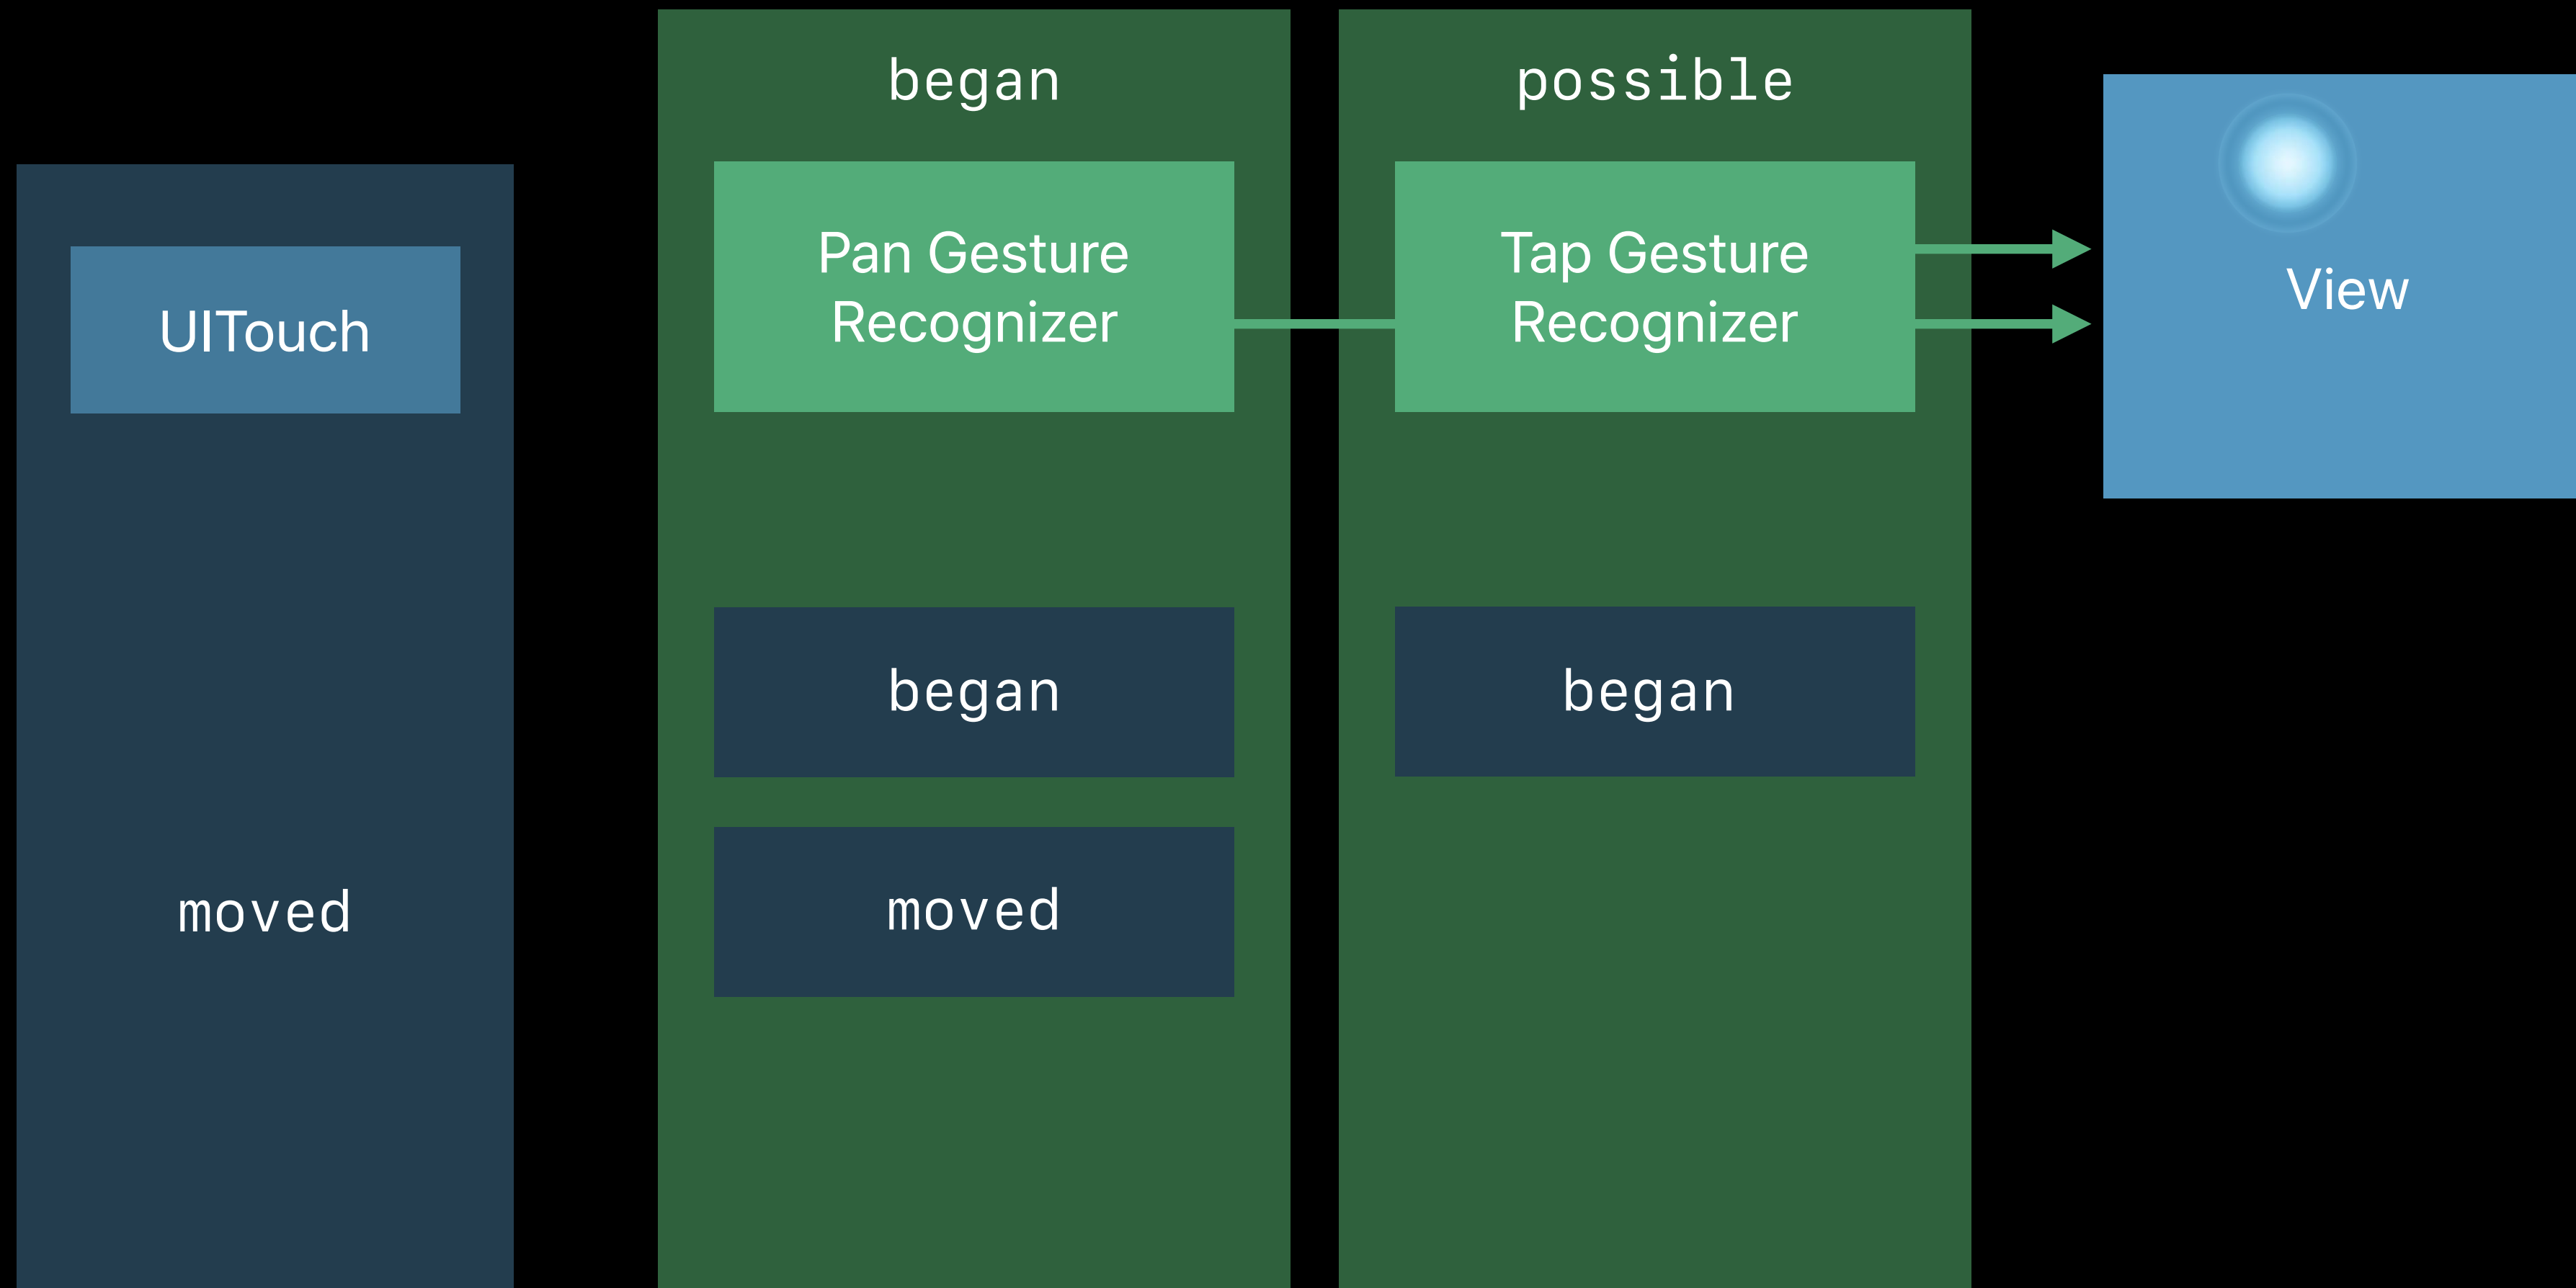 began
possible
UITouch
Pan Gesture
Recognizer
Tap Gesture
Recognizer
View
began
began
moved
moved